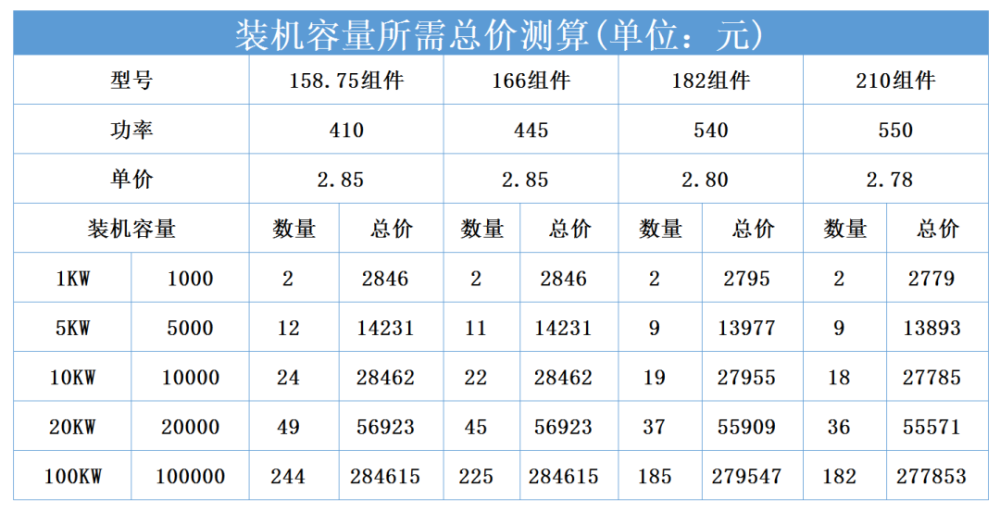 装机容量所需总价测算(单位：元)
型号 158.75组件 166组件 182组件 210组件
功率 410 445 540 550
单价 2.85 2.85 2.80 2.78
装机容量 数量 总价 数量 总价 数量 总价 数量 总价
1KW 1000 2 2846 2 2846 2 2795 2 2779
5KW 5000 12 14231 11 14231 9 13977 9 13893
10KW 10000 24 28462 22 28462 19 27955 18 27785
20KW 20000 49 56923 45 56923 37 55909 36 55571
100KW 100000 244 284615 225 284615 185 279547 182 277853